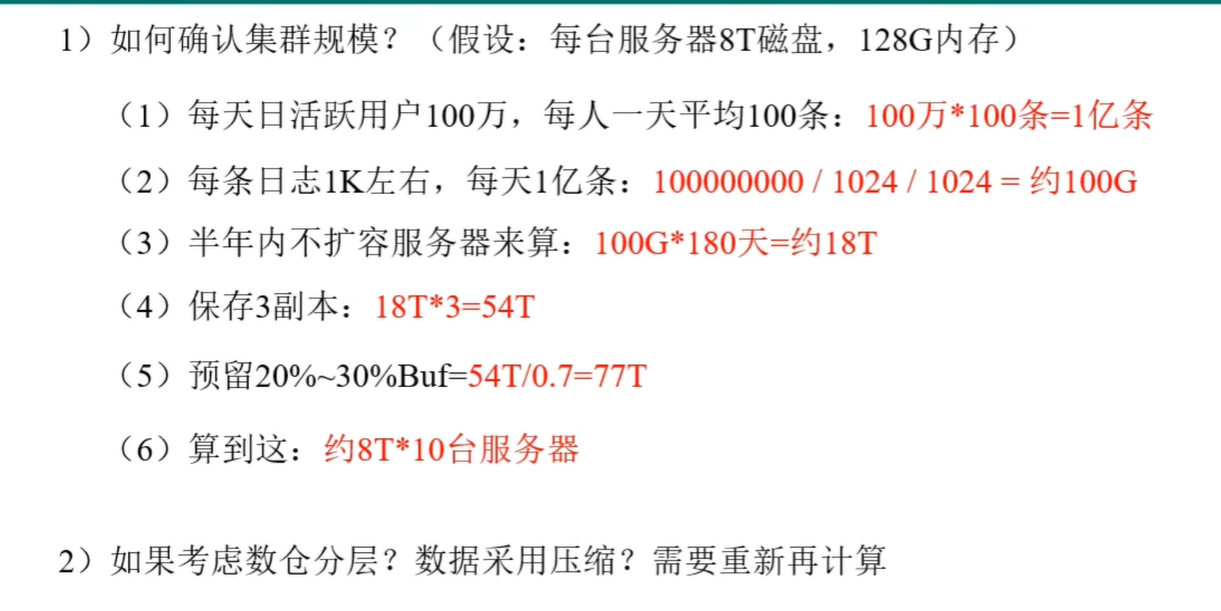 1）如何确认集群规模？（假设：每台服务器8T磁盘，128G内存）
（1）每天日活跃用户100万，每人一天平均100条：100万*100条=1亿条
（2）每条日志1K左右，每天1亿条：100000000 / 1024 / 1024 = 约100G
（3）半年内不扩容服务器来算：100G*180天=约18T
（4）保存3副本：18T*3=54T
（5）预留20%~30%Buf=54T/0.7=77T
（6）算到这：约8T*10台服务器
2）如果考虑数仓分层？数据采用压缩？需要重新再计算